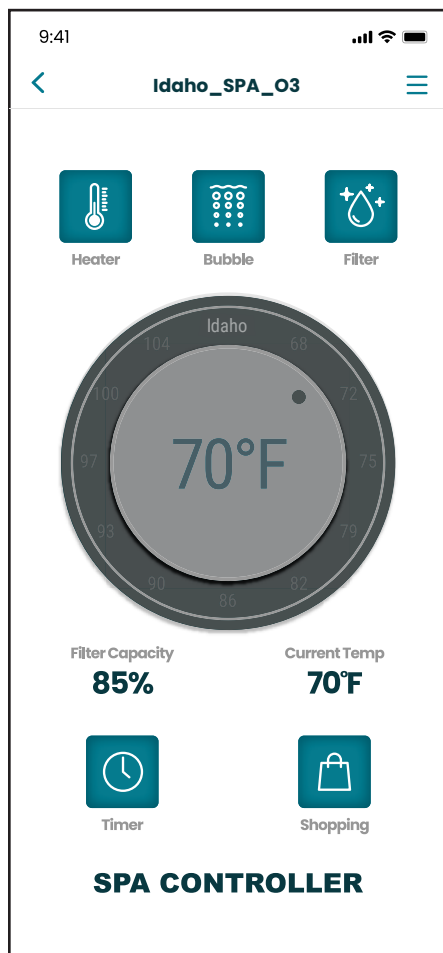 9:41
Idaho_SPA_O3
Heater Bubble Filter
Idaho
104 68
100 72
97 70°F 75
93 79
90 82
86
Filter Capacity Current Temp
85% 70°F
Timer Shopping
SPA CONTROLLER